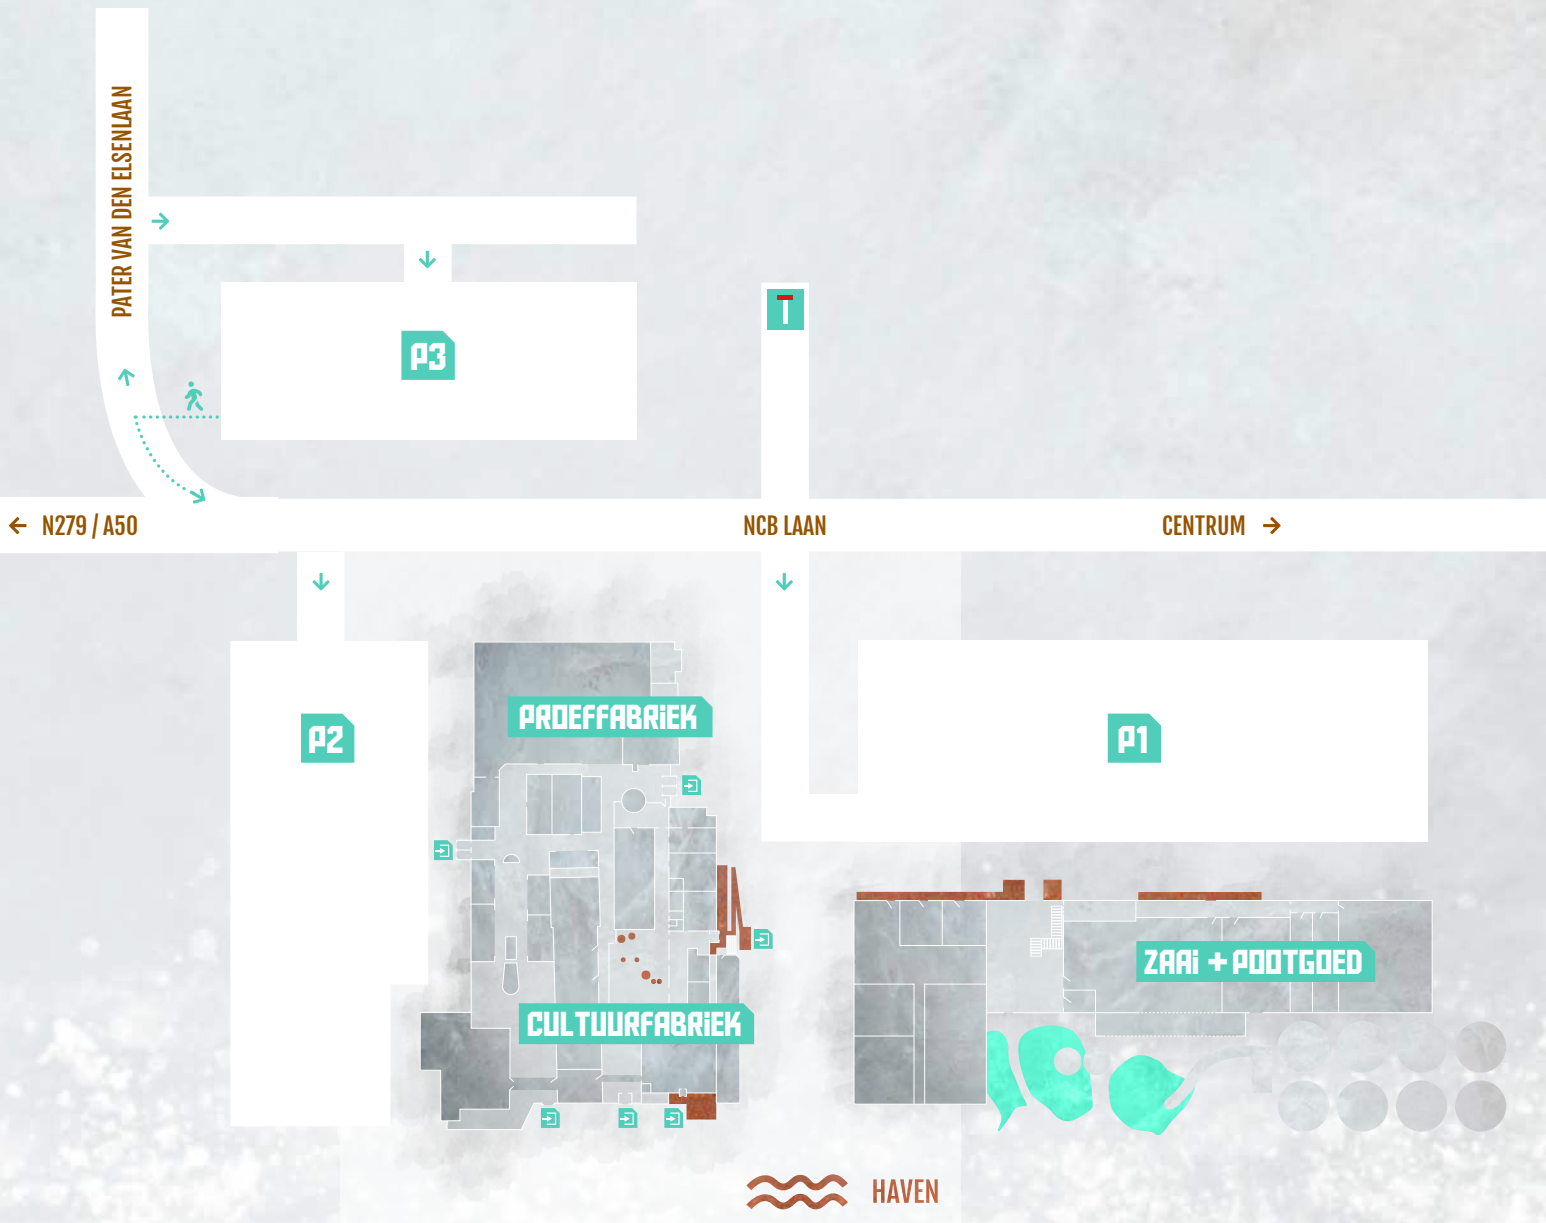 PATER VAN DEN ELSENLAAN
P3
← N279 / A50
NCB LAAN
CENTRUM →
P2
PROEFFABRiEK
P1
ZAAi + POOTGOED
CULTUURFABRiEK
HAVEN